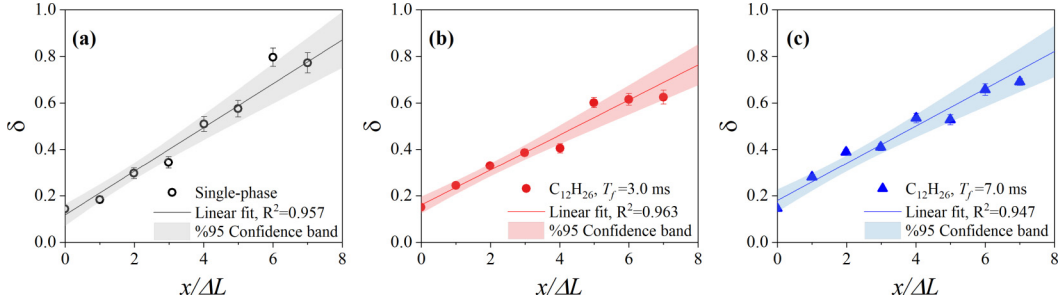 (a)
δ
1.0
0.8
0.6
0.4
0.2
0.0
Single-phase
Linear fit, R²=0.957
%95 Confidence band
0 2 4 6 8
x/ΔL
(b)
δ
1.0
0.8
0.6
0.4
0.2
0.0
C₁₂H₂₆, T_f=3.0 ms
Linear fit, R²=0.963
%95 Confidence band
0 2 4 6 8
x/ΔL
(c)
δ
1.0
0.8
0.6
0.4
0.2
0.0
C₁₂H₂₆, T_f=7.0 ms
Linear fit, R²=0.947
%95 Confidence band
0 2 4 6 8
x/ΔL